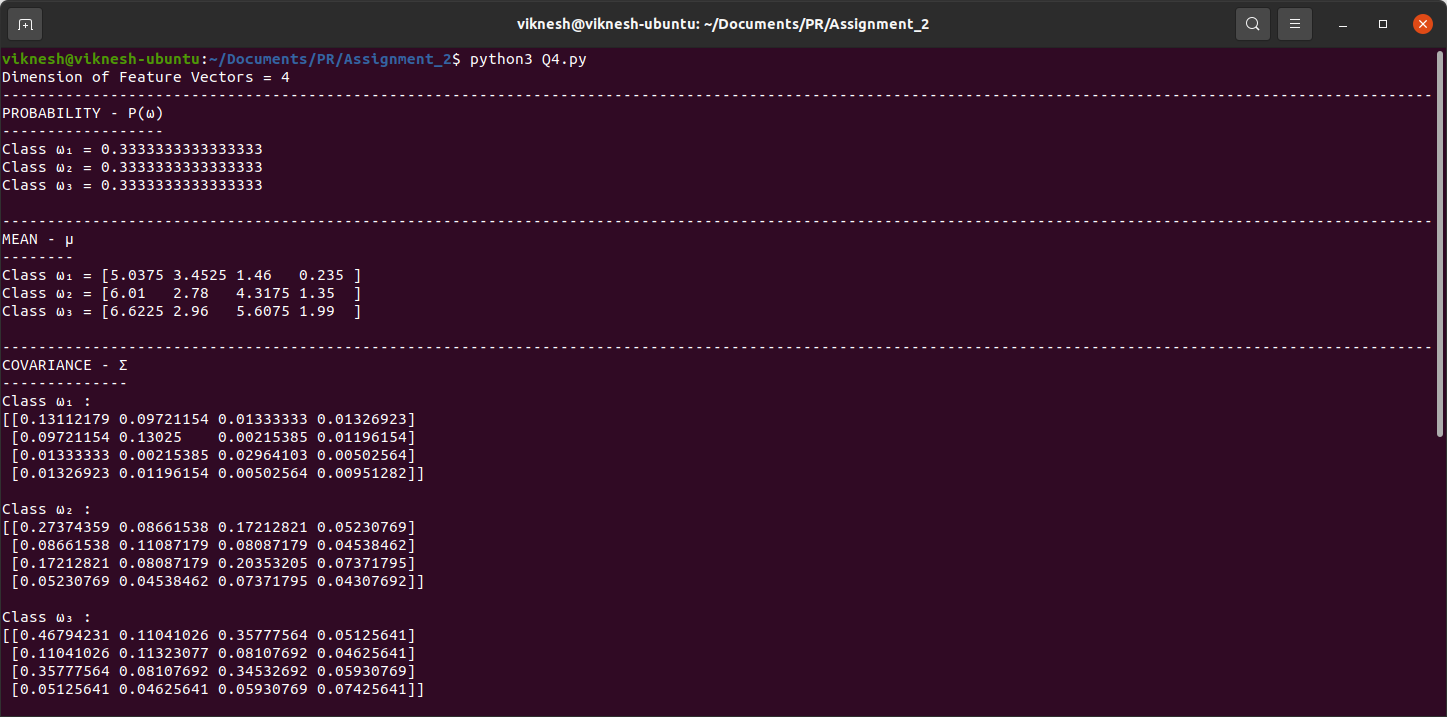 viknesh@viknesh-ubuntu: ~/Documents/PR/Assignment_2
viknesh@viknesh-ubuntu:~/Documents/PR/Assignment_2$ python3 Q4.py
Dimension of Feature Vectors = 4
---------------------------------------------------------------------------------------------------------------------------------------------------------------
PROBABILITY - P(ω)
------------------
Class ω₁ = 0.3333333333333333
Class ω₂ = 0.3333333333333333
Class ω₃ = 0.3333333333333333
---------------------------------------------------------------------------------------------------------------------------------------------------------------
MEAN - µ
--------
Class ω₁ = [5.0375 3.4525 1.46   0.235 ]
Class ω₂ = [6.01   2.78   4.3175 1.35  ]
Class ω₃ = [6.6225 2.96   5.6075 1.99  ]
---------------------------------------------------------------------------------------------------------------------------------------------------------------
COVARIANCE - Σ
--------------
Class ω₁ :
[[0.13112179 0.09721154 0.01333333 0.01326923]
 [0.09721154 0.13025    0.00215385 0.01196154]
 [0.01333333 0.00215385 0.02964103 0.00502564]
 [0.01326923 0.01196154 0.00502564 0.00951282]]
Class ω₂ :
[[0.27374359 0.08661538 0.17212821 0.05230769]
 [0.08661538 0.11087179 0.08087179 0.04538462]
 [0.17212821 0.08087179 0.20353205 0.07371795]
 [0.05230769 0.04538462 0.07371795 0.04307692]]
Class ω₃ :
[[0.46794231 0.11041026 0.35777564 0.05125641]
 [0.11041026 0.11323077 0.08107692 0.04625641]
 [0.35777564 0.08107692 0.34532692 0.05930769]
 [0.05125641 0.04625641 0.05930769 0.07425641]]